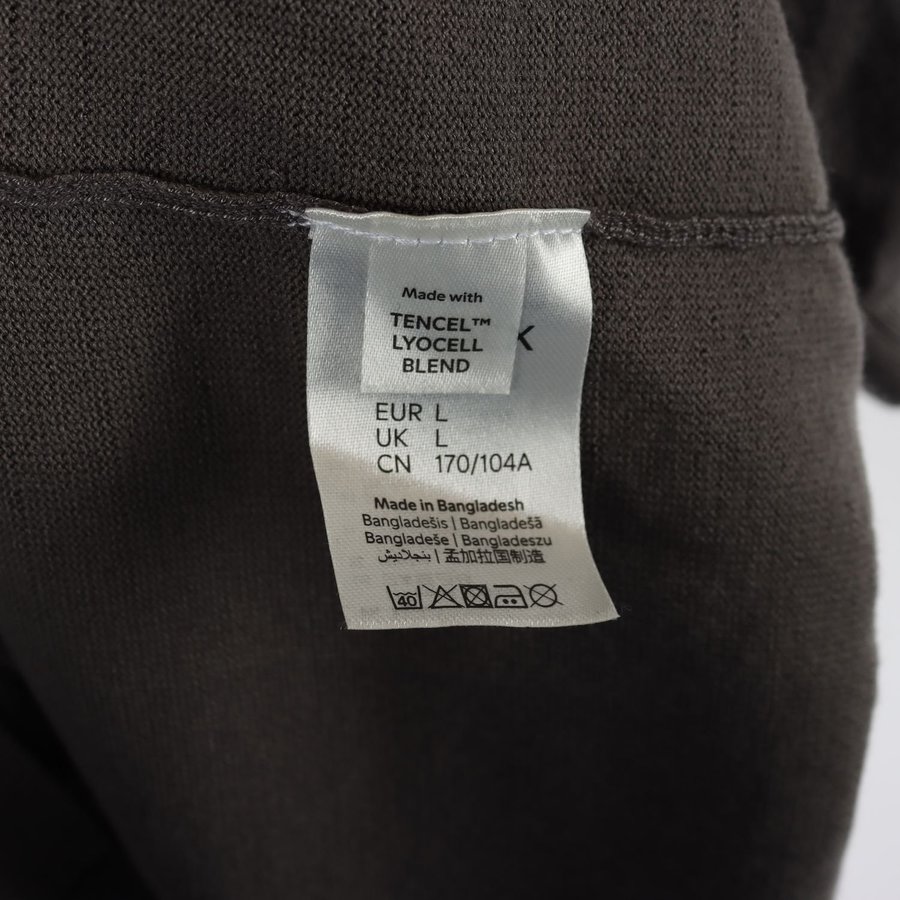 Made with
TENCEL™
LYOCELL
BLEND
K
EUR L
UK L
CN 170/104A
Made in Bangladesh
Bangladešis | Bangladešā
Bangladeše | Bangladeszu
بنجلاديش | 孟加拉国制造
40